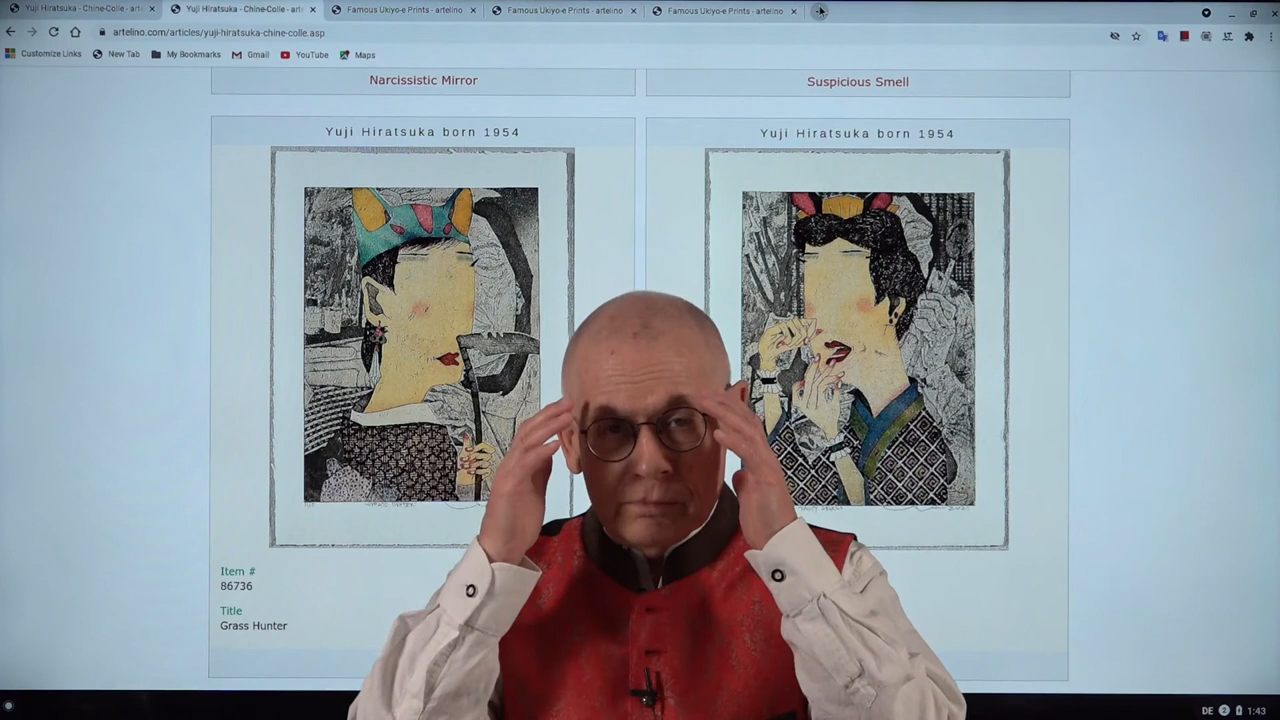 Yuji Hiratsuka - Chine-Colle - artelino
Yuji Hiratsuka - Chine-Colle - artelino
Famous Ukiyo-e Prints - artelino
Famous Ukiyo-e Prints - artelino
Famous Ukiyo-e Prints - artelino
artelino.com/articles/yuji-hiratsuka-chine-colle.asp
Customize Links
New Tab
My Bookmarks
Gmail
YouTube
Maps
Narcissistic Mirror
Suspicious Smell
Yuji Hiratsuka born 1954
Yuji Hiratsuka born 1954
Item #
86736
Title
Grass Hunter
DE 2 1:43